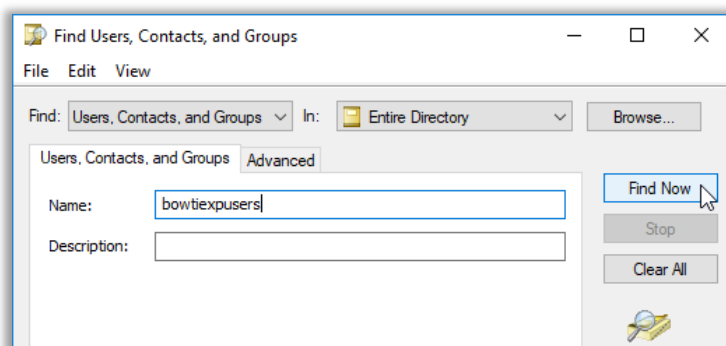 Find Users, Contacts, and Groups
File Edit View
Find: Users, Contacts, and Groups In: Entire Directory Browse...
Users, Contacts, and Groups Advanced
Name: bowtiexpusers
Find Now
Description:
Stop
Clear All